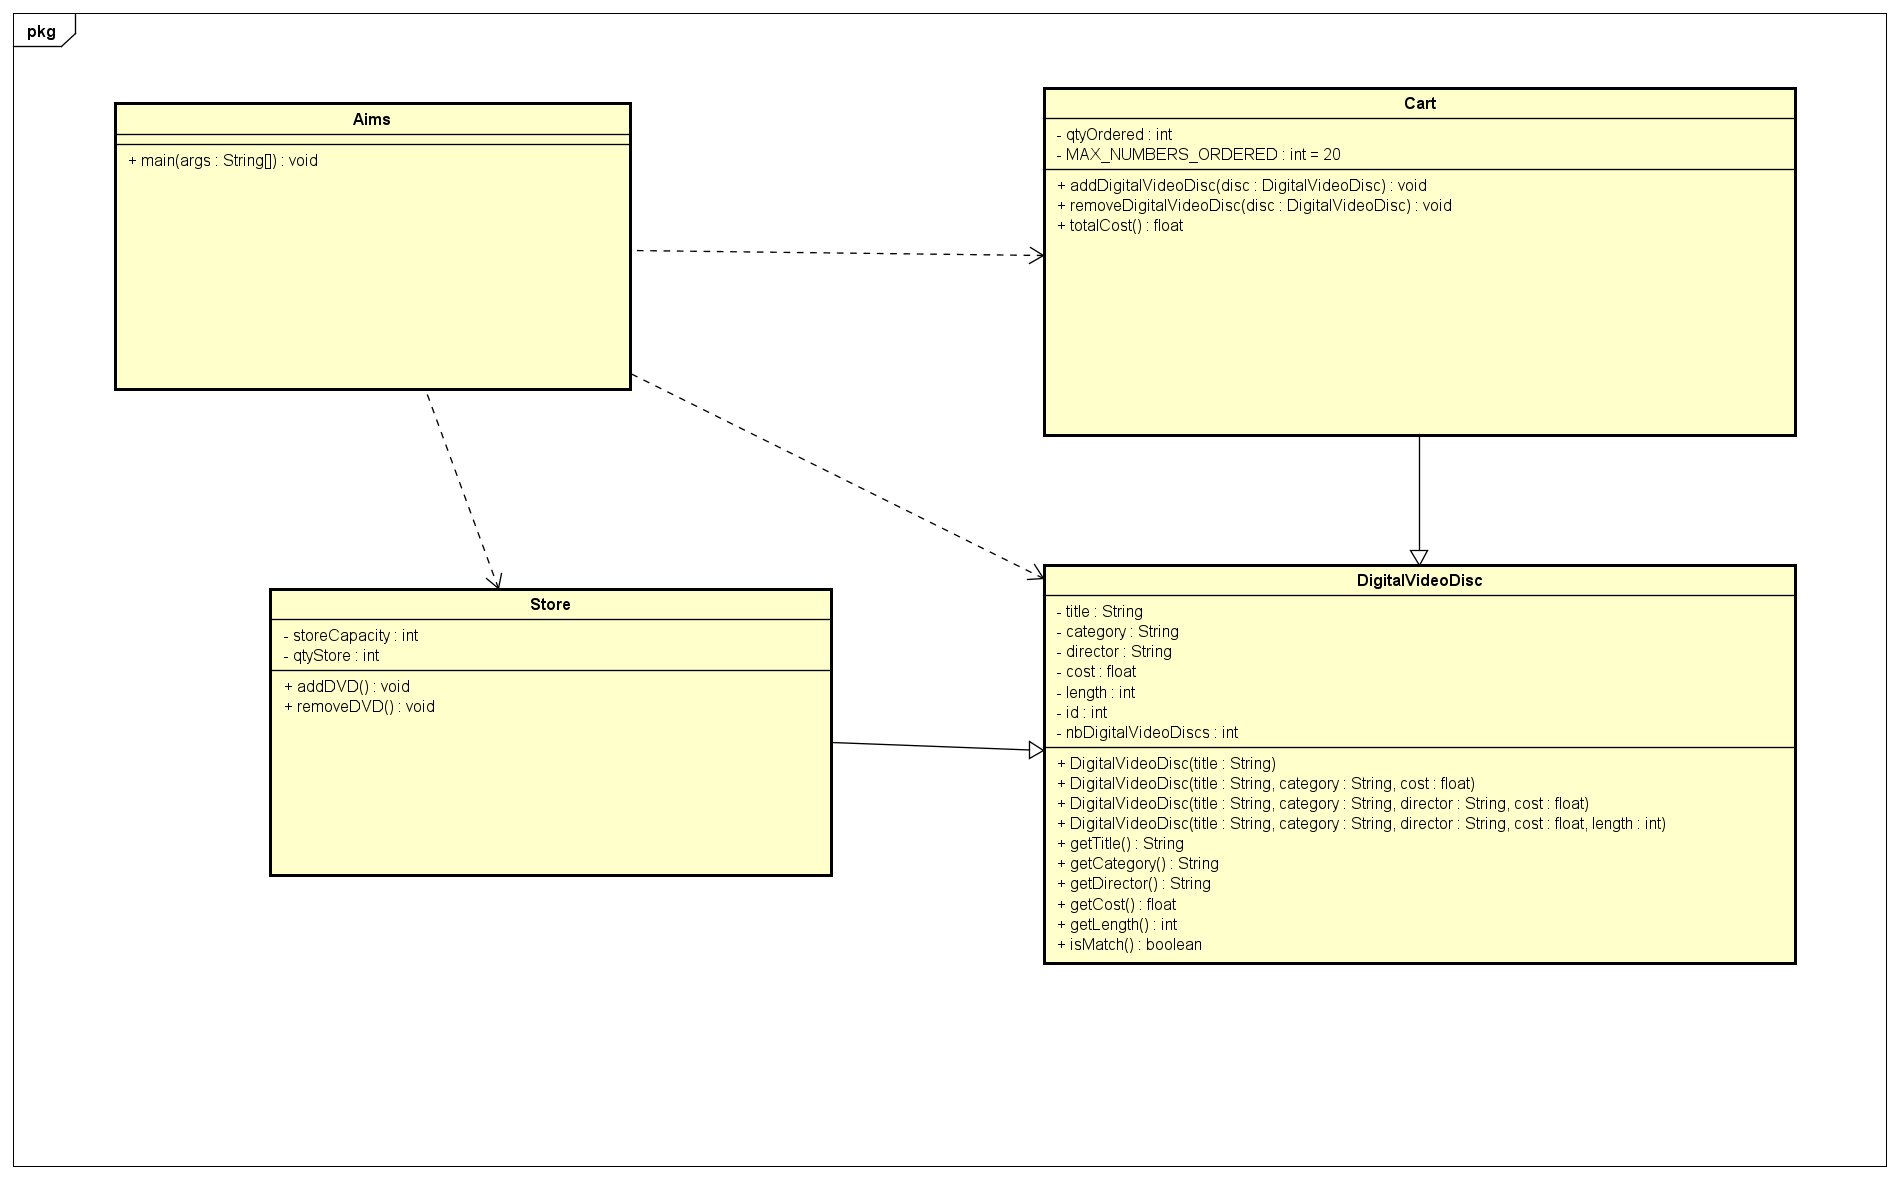 pkg
Aims
+ main(args : String[]) : void
Cart
- qtyOrdered : int
- MAX_NUMBERS_ORDERED : int = 20
+ addDigitalVideoDisc(disc : DigitalVideoDisc) : void
+ removeDigitalVideoDisc(disc : DigitalVideoDisc) : void
+ totalCost() : float
Store
- storeCapacity : int
- qtyStore : int
+ addDVD() : void
+ removeDVD() : void
DigitalVideoDisc
- title : String
- category : String
- director : String
- cost : float
- length : int
- id : int
- nbDigitalVideoDiscs : int
+ DigitalVideoDisc(title : String)
+ DigitalVideoDisc(title : String, category : String, cost : float)
+ DigitalVideoDisc(title : String, category : String, director : String, cost : float)
+ DigitalVideoDisc(title : String, category : String, director : String, cost : float, length : int)
+ getTitle() : String
+ getCategory() : String
+ getDirector() : String
+ getCost() : float
+ getLength() : int
+ isMatch() : boolean